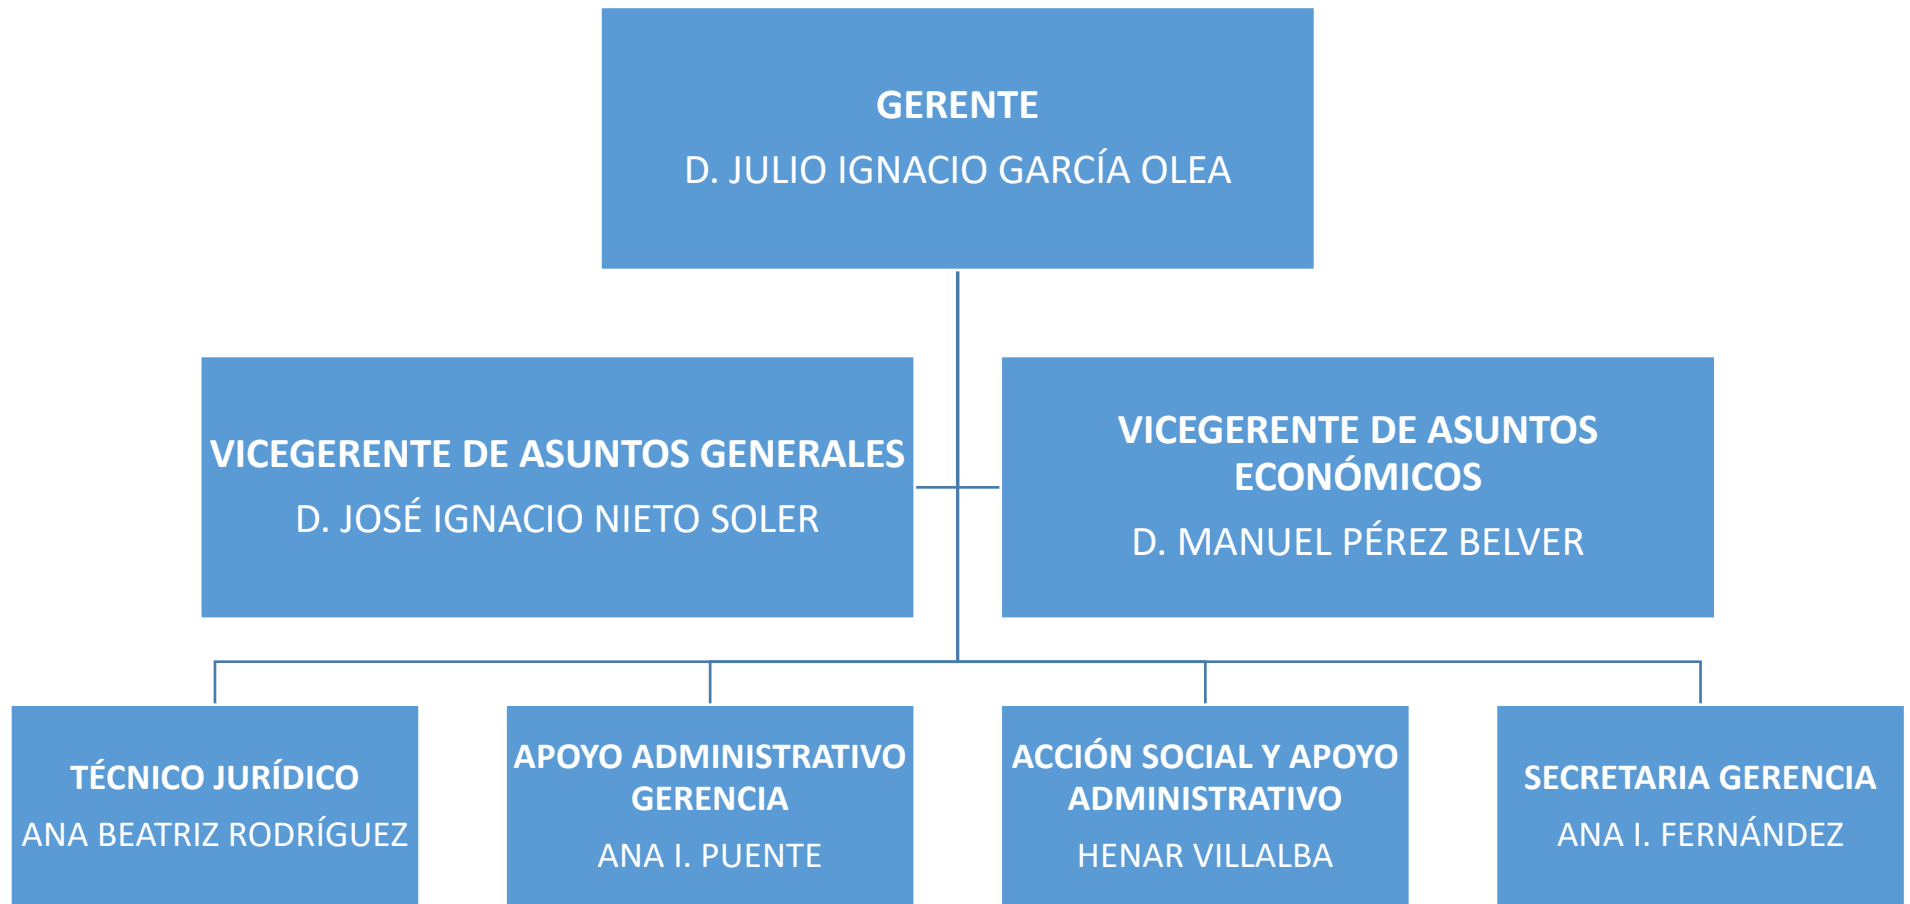 GERENTE
D. JULIO IGNACIO GARCÍA OLEA
VICEGERENTE DE ASUNTOS GENERALES
D. JOSÉ IGNACIO NIETO SOLER
VICEGERENTE DE ASUNTOS
ECONÓMICOS
D. MANUEL PÉREZ BELVER
TÉCNICO JURÍDICO
ANA BEATRIZ RODRÍGUEZ
APOYO ADMINISTRATIVO
GERENCIA
ANA I. PUENTE
ACCIÓN SOCIAL Y APOYO
ADMINISTRATIVO
HENAR VILLALBA
SECRETARIA GERENCIA
ANA I. FERNÁNDEZ